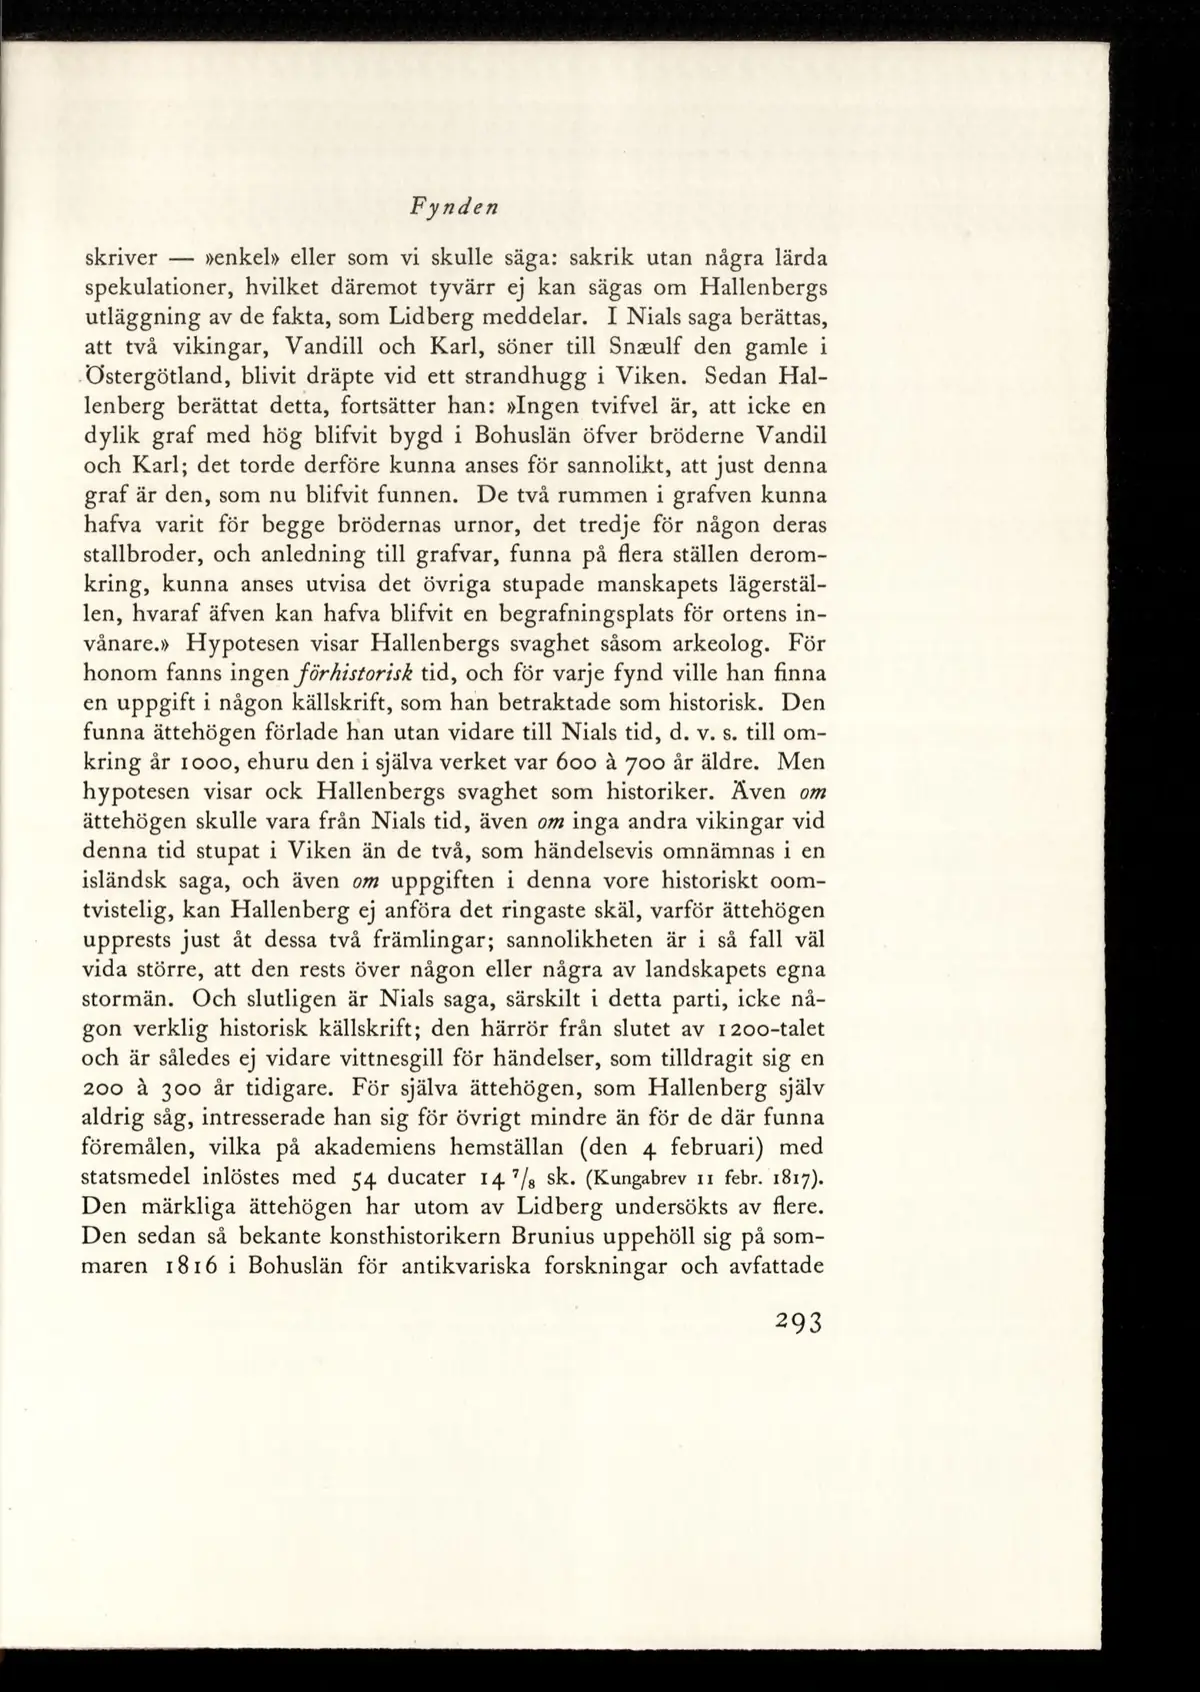 Fynden
skriver — »enkel» eller som vi skulle säga: sakrik utan några lärda
spekulationer, hvilket däremot tyvärr ej kan sägas om Hallenbergs
utläggning av de fakta, som Lidberg meddelar. I Nials saga berättas,
att två vikingar, Vandill och Karl, söner till Snæulf den gamle i
Östergötland, blivit dräpte vid ett strandhugg i Viken. Sedan Hal-
lenberg berättat detta, fortsätter han: »Ingen tvifvel är, att icke en
dylik graf med hög blifvit bygd i Bohuslän öfver bröderne Vandil
och Karl; det torde derföre kunna anses för sannolikt, att just denna
graf är den, som nu blifvit funnen. De två rummen i grafven kunna
hafva varit för begge brödernas urnor, det tredje för någon deras
stallbroder, och anledning till grafvar, funna på flera ställen derom-
kring, kunna anses utvisa det övriga stupade manskapets lägerstäl-
len, hvaraf äfven kan hafva blifvit en begrafningsplats för ortens in-
vånare.» Hypotesen visar Hallenbergs svaghet såsom arkeolog. För
honom fanns ingen förhistorisk tid, och för varje fynd ville han finna
en uppgift i någon källskrift, som han betraktade som historisk. Den
funna ättehögen förlade han utan vidare till Nials tid, d. v. s. till om-
kring år 1000, ehuru den i själva verket var 600 à 700 år äldre. Men
hypotesen visar ock Hallenbergs svaghet som historiker. Även om
ättehögen skulle vara från Nials tid, även om inga andra vikingar vid
denna tid stupat i Viken än de två, som händelsevis omnämnas i en
isländsk saga, och även om uppgiften i denna vore historiskt oom-
tvistelig, kan Hallenberg ej anföra det ringaste skäl, varför ättehögen
upprests just åt dessa två främlingar; sannolikheten är i så fall väl
vida större, att den rests över någon eller några av landskapets egna
stormän. Och slutligen är Nials saga, särskilt i detta parti, icke nå-
gon verklig historisk källskrift; den härrör från slutet av 1200-talet
och är således ej vidare vittnesgill för händelser, som tilldragit sig en
200 à 300 år tidigare. För själva ättehögen, som Hallenberg själv
aldrig såg, intresserade han sig för övrigt mindre än för de där funna
föremålen, vilka på akademiens hemställan (den 4 februari) med
statsmedel inlöstes med 54 ducater 14 7/8 sk. (Kungabrev 11 febr. 1817).
Den märkliga ättehögen har utom av Lidberg undersökts av flere.
Den sedan så bekante konsthistorikern Brunius uppehöll sig på som-
maren 1816 i Bohuslän för antikvariska forskningar och avfattade
293